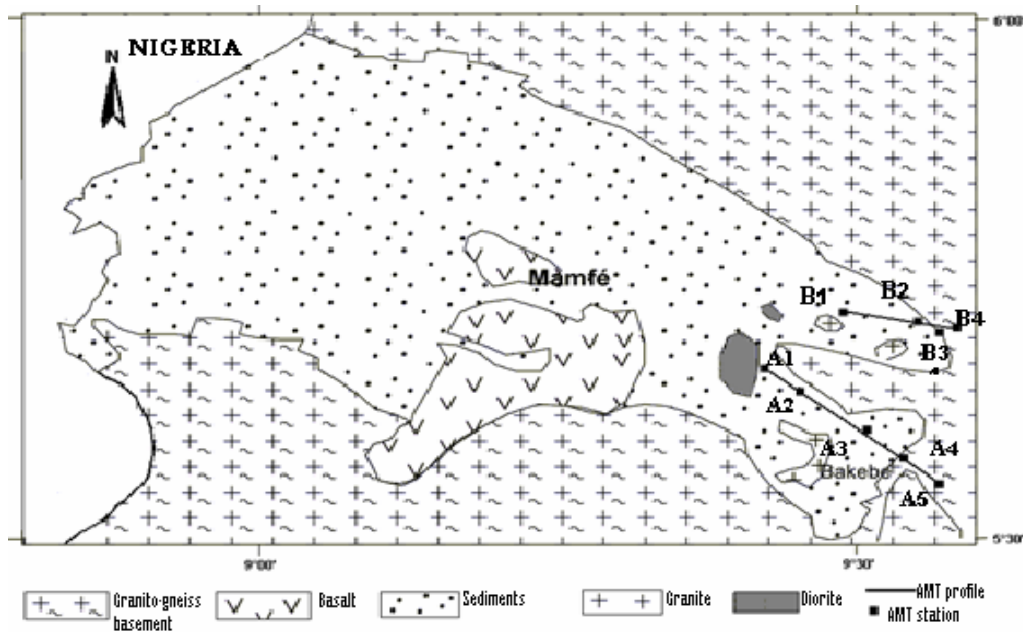 6°00'
NIGERIA
N
Mamfé
B1
B2
B4
B3
A1
A2
A3
A4
Bakebe
A5
5°30'
9°00'
9°30'
Granito-gneiss
basement
Basalt
Sediments
Granite
Diorite
AMT profile
AMT station